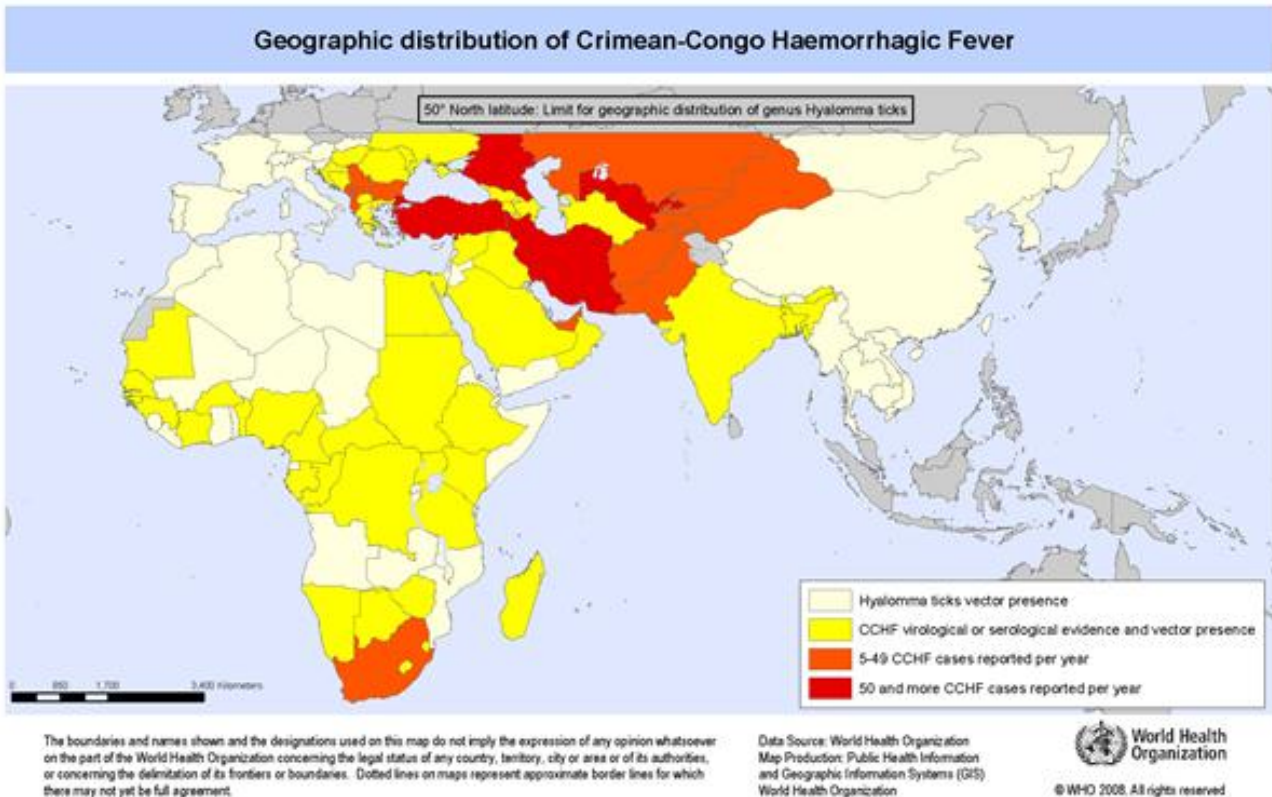 Geographic distribution of Crimean-Congo Haemorrhagic Fever
50° North latitude: Limit for geographic distribution of genus Hyalomma ticks
Hyalomma ticks vector presence
CCHF virological or serological evidence and vector presence
5-49 CCHF cases reported per year
50 and more CCHF cases reported per year
0 850 1,700 3,400 Kilometers
The boundaries and names shown and the designations used on this map do not imply the expression of any opinion whatsoever
on the part of the World Health Organization concerning the legal status of any country, territory, city or area or of its authorities,
or concerning the delimitation of its frontiers or boundaries. Dotted lines on maps represent approximate border lines for which
there may not yet be full agreement.
Data Source: World Health Organization
Map Production: Public Health Information
and Geographic Information Systems (GIS)
World Health Organization
World Health
Organization
© WHO 2008. All rights reserved